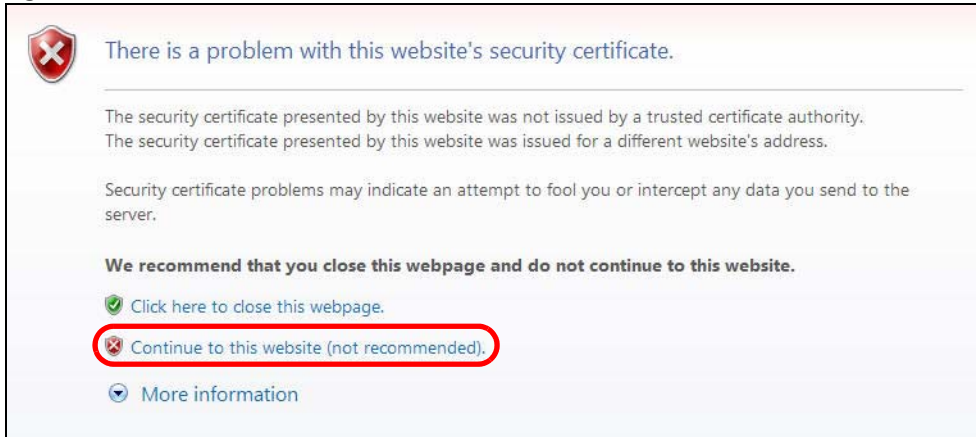 There is a problem with this website's security certificate.
The security certificate presented by this website was not issued by a trusted certificate authority.
The security certificate presented by this website was issued for a different website's address.
Security certificate problems may indicate an attempt to fool you or intercept any data you send to the
server.
We recommend that you close this webpage and do not continue to this website.
Click here to close this webpage.
Continue to this website (not recommended).
More information